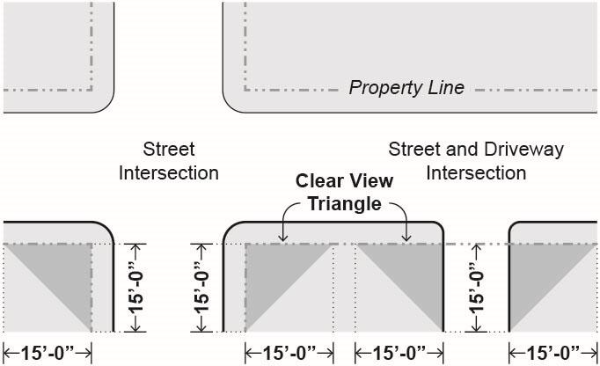 Property Line
Street
Intersection
Street and Driveway
Intersection
Clear View
Triangle
15'-0"
15'-0"
15'-0"
15'-0"
15'-0"
15'-0"
15'-0"